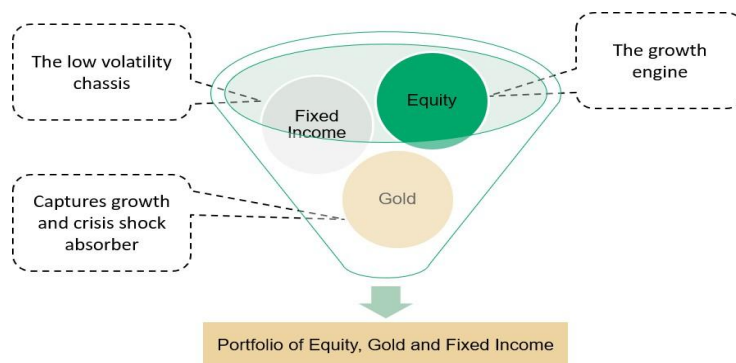 The low volatility
chassis
The growth
engine
Equity
Fixed
Income
Gold
Captures growth
and crisis shock
absorber
Portfolio of Equity, Gold and Fixed Income